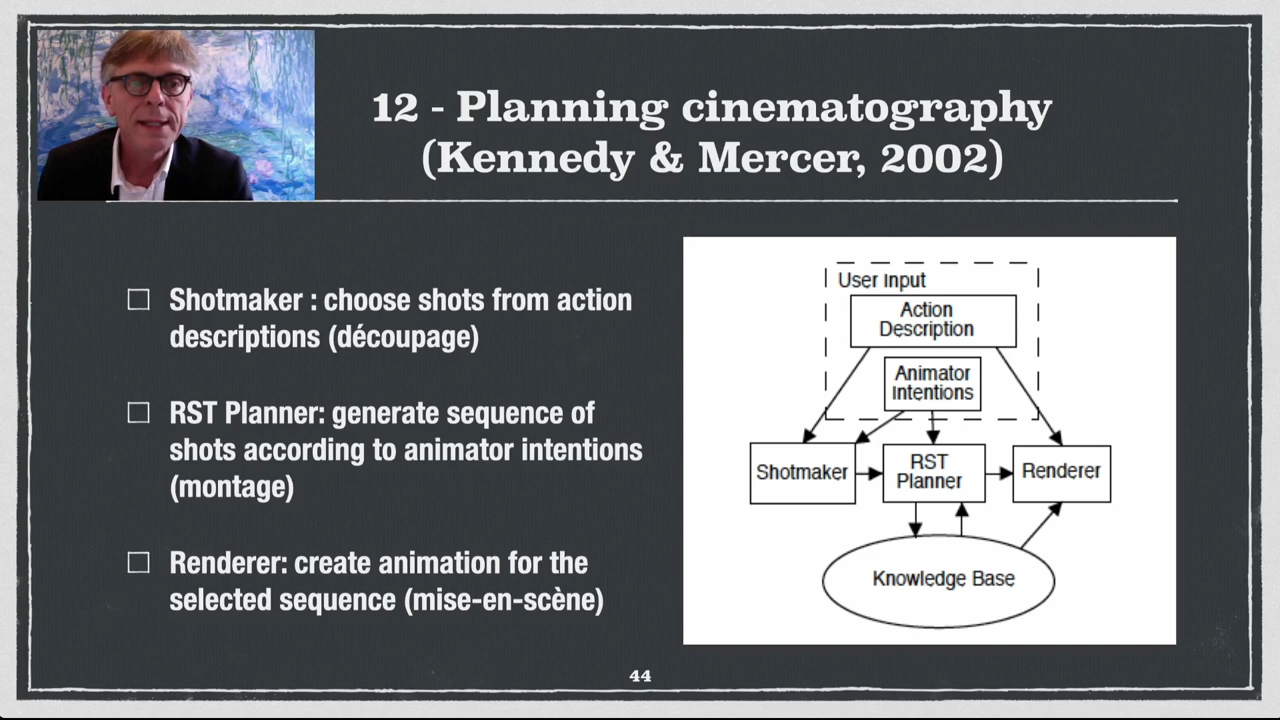 12 - Planning cinematography
(Kennedy & Mercer, 2002)
Shotmaker : choose shots from action
descriptions (découpage)
RST Planner: generate sequence of
shots according to animator intentions
(montage)
Renderer: create animation for the
selected sequence (mise-en-scène)
User Input
Action
Description
Animator
Intentions
Shotmaker
RST
Planner
Renderer
Knowledge Base
44